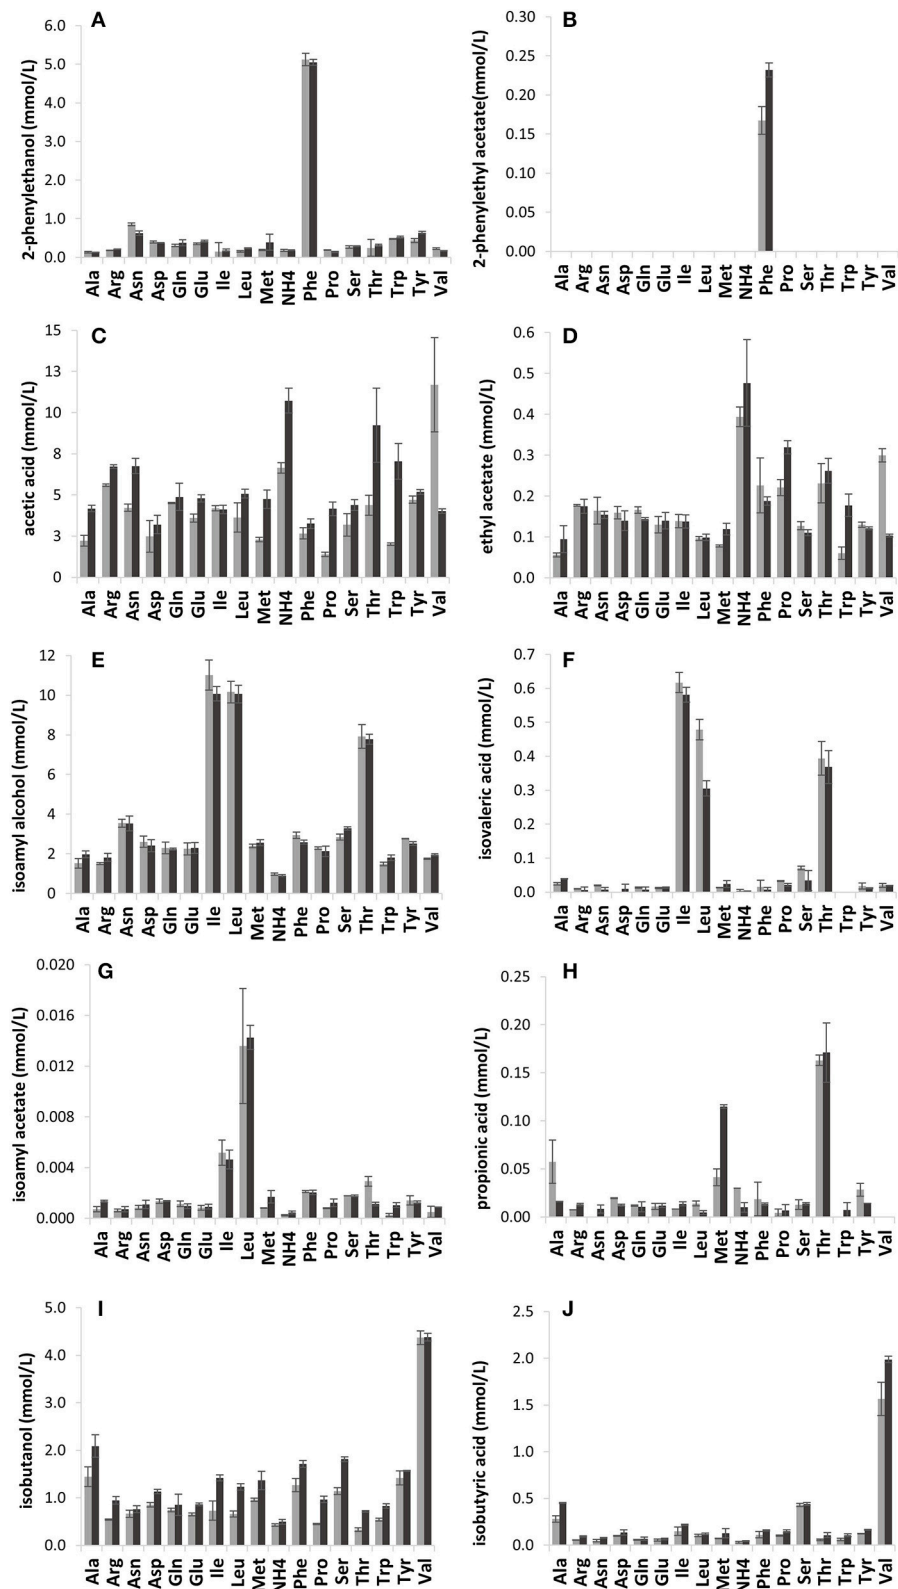 A
2-phenylethanol (mmol/L)
6.0
5.0
4.0
3.0
2.0
1.0
0.0
Ala Arg Asn Asp Gln Glu Ile Leu Met NH4 Phe Pro Ser Thr Trp Tyr Val
B
2-phenylethyl acetate(mmol/L)
0.30
0.25
0.20
0.15
0.10
0.05
0.00
Ala Arg Asn Asp Gln Glu Ile Leu Met NH4 Phe Pro Ser Thr Trp Tyr Val
C
acetic acid (mmol/L)
15
13
10
8
5
3
0
Ala Arg Asn Asp Gln Glu Ile Leu Met NH4 Phe Pro Ser Thr Trp Tyr Val
D
ethyl acetate (mmol/L)
0.6
0.5
0.4
0.3
0.2
0.1
0.0
Ala Arg Asn Asp Gln Glu Ile Leu Met NH4 Phe Pro Ser Thr Trp Tyr Val
E
isoamyl alcohol (mmol/L)
12
10
8
6
4
2
0
Ala Arg Asn Asp Gln Glu Ile Leu Met NH4 Phe Pro Ser Thr Trp Tyr Val
F
isovaleric acid (mmol/L)
0.7
0.6
0.5
0.4
0.3
0.2
0.1
0.0
Ala Arg Asn Asp Gln Glu Ile Leu Met NH4 Phe Pro Ser Thr Trp Tyr Val
G
isoamyl acetate (mmol/L)
0.020
0.016
0.012
0.008
0.004
0.000
Ala Arg Asn Asp Gln Glu Ile Leu Met NH4 Phe Pro Ser Thr Trp Tyr Val
H
propionic acid (mmol/L)
0.25
0.20
0.15
0.10
0.05
0.00
Ala Arg Asn Asp Gln Glu Ile Leu Met NH4 Phe Pro Ser Thr Trp Tyr Val
I
isobutanol (mmol/L)
5.0
4.0
3.0
2.0
1.0
0.0
Ala Arg Asn Asp Gln Glu Ile Leu Met NH4 Phe Pro Ser Thr Trp Tyr Val
J
isobutyric acid (mmol/L)
2.5
2.0
1.5
1.0
0.5
0.0
Ala Arg Asn Asp Gln Glu Ile Leu Met NH4 Phe Pro Ser Thr Trp Tyr Val